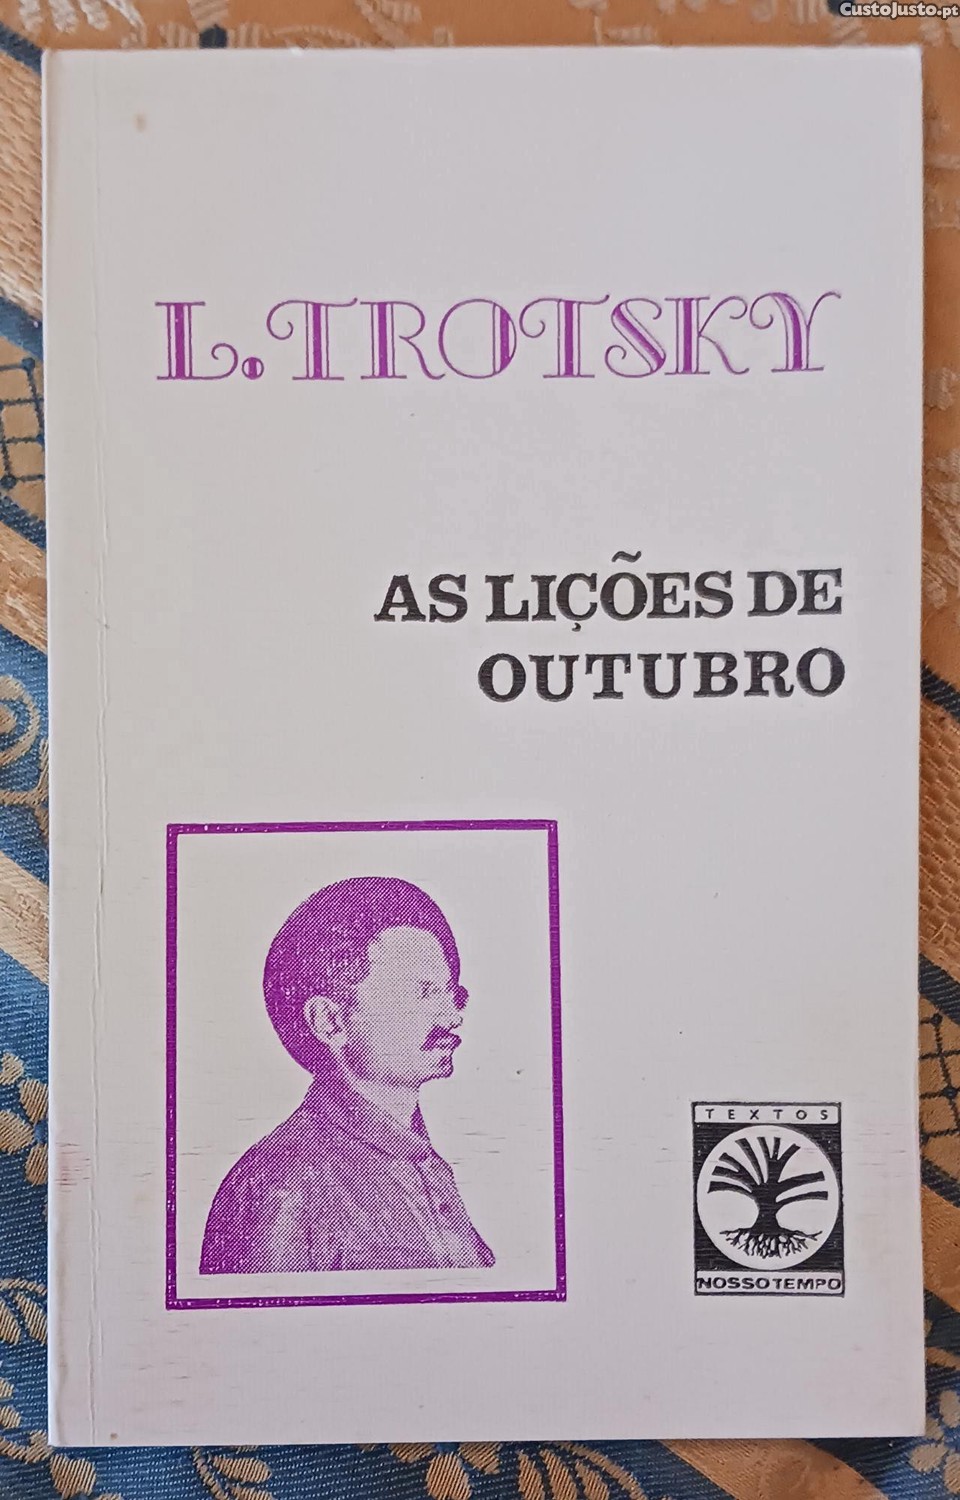 CustoJusto.pt
L. TROTSKY
AS LIÇÕES DE
OUTUBRO
TEXTOS
NOSSO TEMPO